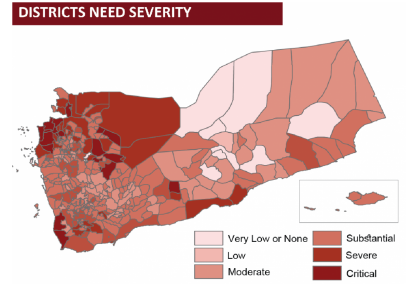 DISTRICTS NEED SEVERITY
Very Low or None
Low
Moderate
Substantial
Severe
Critical